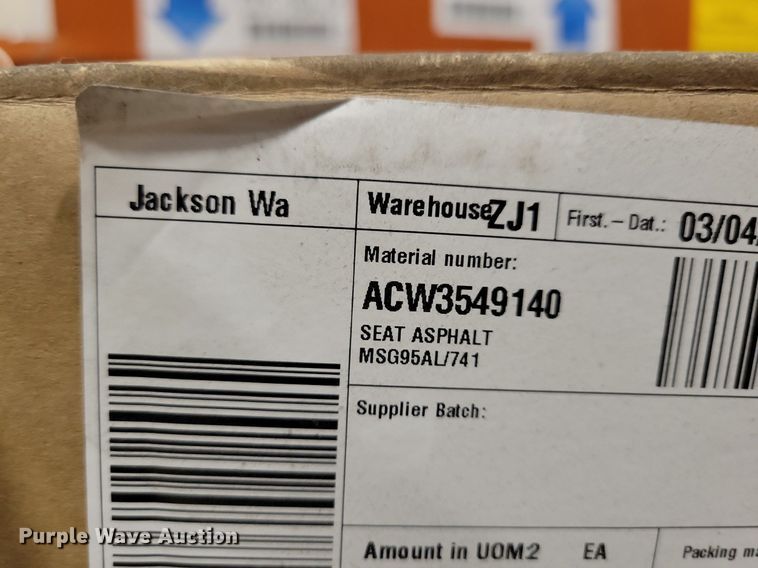 Jackson Wa
Warehouse ZJ1
First.-Dat.: 03/04
Material number:
ACW3549140
SEAT ASPHALT
MSG95AL/741
Supplier Batch:
Amount in UOM2 EA
Packing
Purple Wave Auction